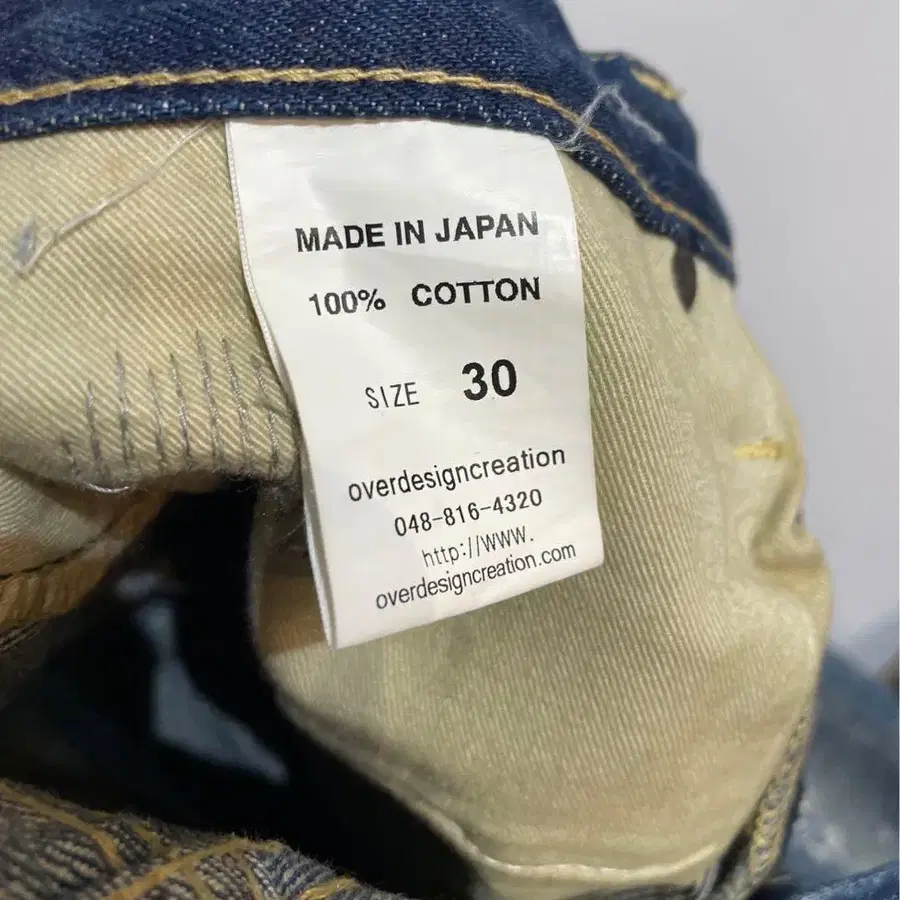 MADE IN JAPAN
100% COTTON
SIZE 30
overdesigncreation
048-816-4320
http://WWW.
overdesigncreation.com